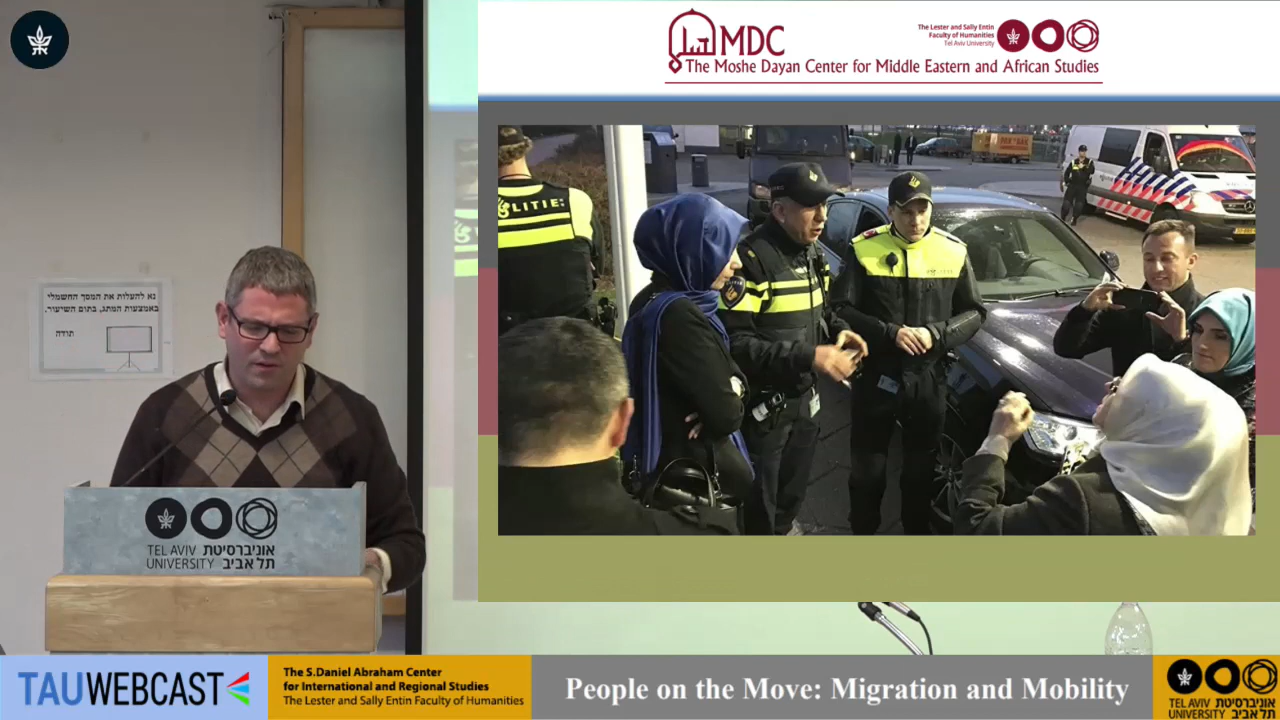 MDC
The Moshe Dayan Center for Middle Eastern and African Studies
The Lester and Sally Entin
Faculty of Humanities
Tel Aviv University
LITIE:
נא להעלות את המסך החשמלי
באמצעות המתג, בתום השיעור.
תודה
TEL AVIV אוניברסיטת
UNIVERSITY תל אביב
TAUWEBCAST
The S.Daniel Abraham Center
for International and Regional Studies
The Lester and Sally Entin Faculty of Humanities
People on the Move: Migration and Mobility
TEL AVIV אוניברסיטת
UNIVERSITY תל אביב